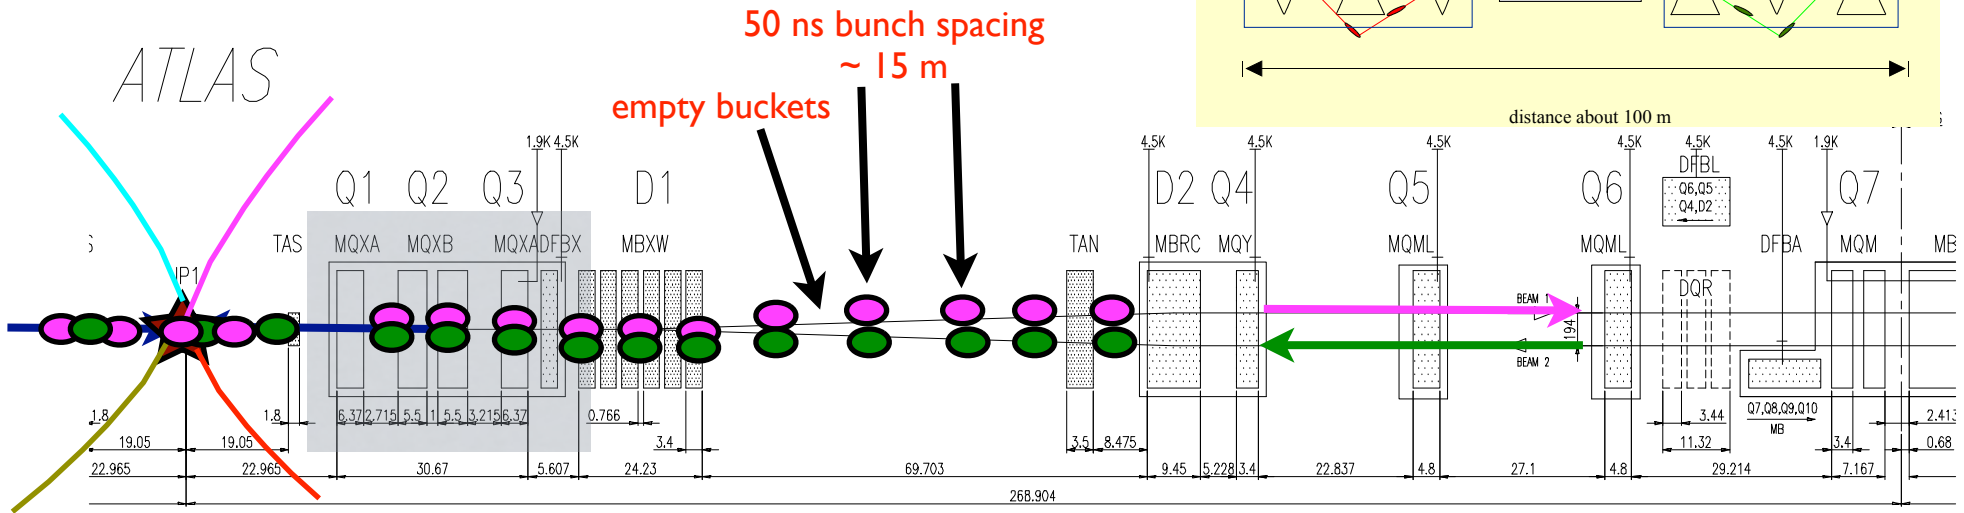 50 ns bunch spacing
~ 15 m
empty buckets
ATLAS
distance about 100 m
1.9K 4.5K
4.5K
4.5K
4.5K
4.5K
4.5K
4.5K
1.9K
DFBL
Q6,Q5
Q4,D2
Q1
Q2
Q3
D1
D2
Q4
Q5
Q6
Q7
S
TAS
MQXA
MQXB
MQXA
DFBX
MBXW
TAN
MBRC
MQY
MQML
MQML
DFBA
MQM
MB
IP1
DQR
BEAM 1
194
BEAM 2
1.8
1.8
6.37
2.715
5.5
1
5.5
3.215
6.37
0.766
3.44
Q7,Q8,Q9,Q10
MB
2.413
19.05
19.05
3.4
3.5
8.475
11.32
3.4
0.68
22.965
22.965
30.67
5.607
24.23
69.703
9.45
5.228
3.4
22.837
4.8
27.1
4.8
29.214
7.167
268.904